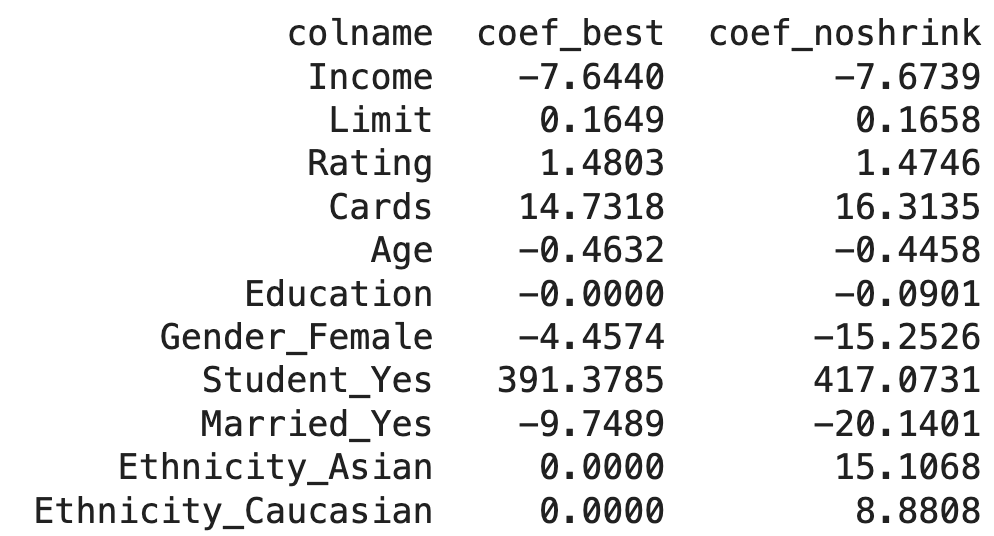 colname coef_best coef_noshrink
Income −7.6440 −7.6739
Limit 0.1649 0.1658
Rating 1.4803 1.4746
Cards 14.7318 16.3135
Age −0.4632 −0.4458
Education −0.0000 −0.0901
Gender_Female −4.4574 −15.2526
Student_Yes 391.3785 417.0731
Married_Yes −9.7489 −20.1401
Ethnicity_Asian 0.0000 15.1068
Ethnicity_Caucasian 0.0000 8.8808